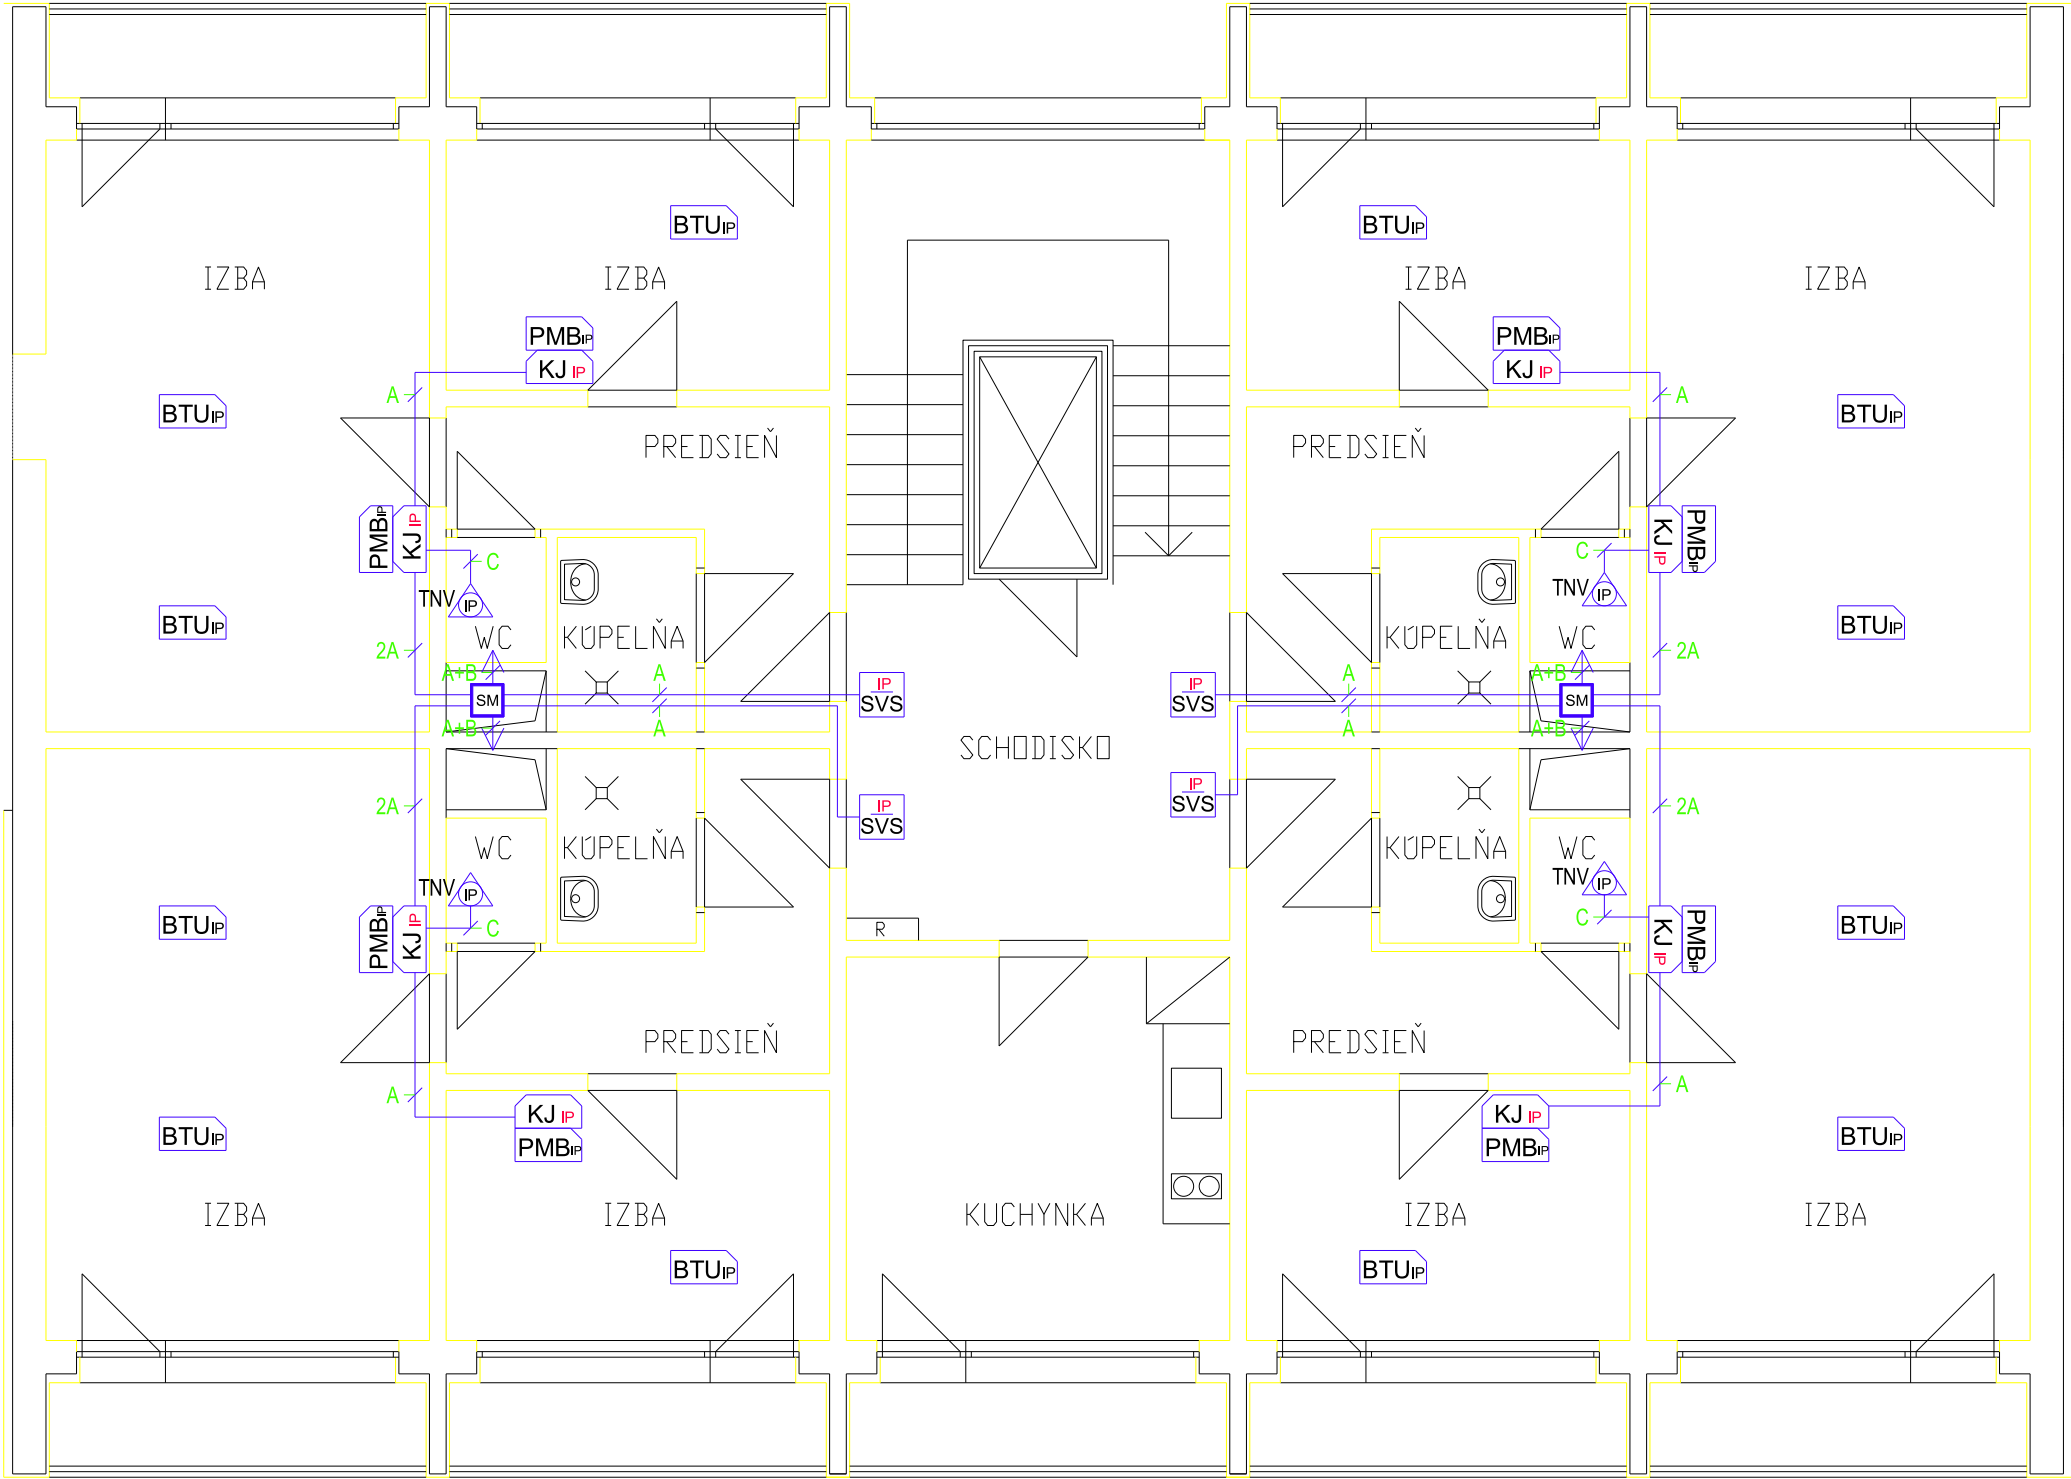 BTUIP
BTUIP
IZBA
IZBA
IZBA
IZBA
PMBIP
KJ IP
PMBIP
KJ IP
A
A
BTUIP
BTUIP
PREDSIEŇ
PREDSIEŇ
PMBIP
KJ IP
KJ IP
PMBIP
C
C
TNV
IP
TNV
IP
BTUIP
BTUIP
WC
KÚPELŇA
KÚPELŇA
WC
2A
2A
A+B
A
A
A+B
SM
IP
SVS
IP
SVS
SM
A+B
A
A
A+B
SCHODISKO
2A
IP
SVS
IP
SVS
2A
WC
KÚPELŇA
KÚPELŇA
WC
TNV
IP
TNV
IP
BTUIP
PMBIP
KJ IP
C
R
C
KJ IP
PMBIP
BTUIP
PREDSIEŇ
PREDSIEŇ
A
A
KJ IP
PMBIP
KJ IP
PMBIP
BTUIP
BTUIP
IZBA
IZBA
KUCHYNKA
IZBA
IZBA
BTUIP
BTUIP